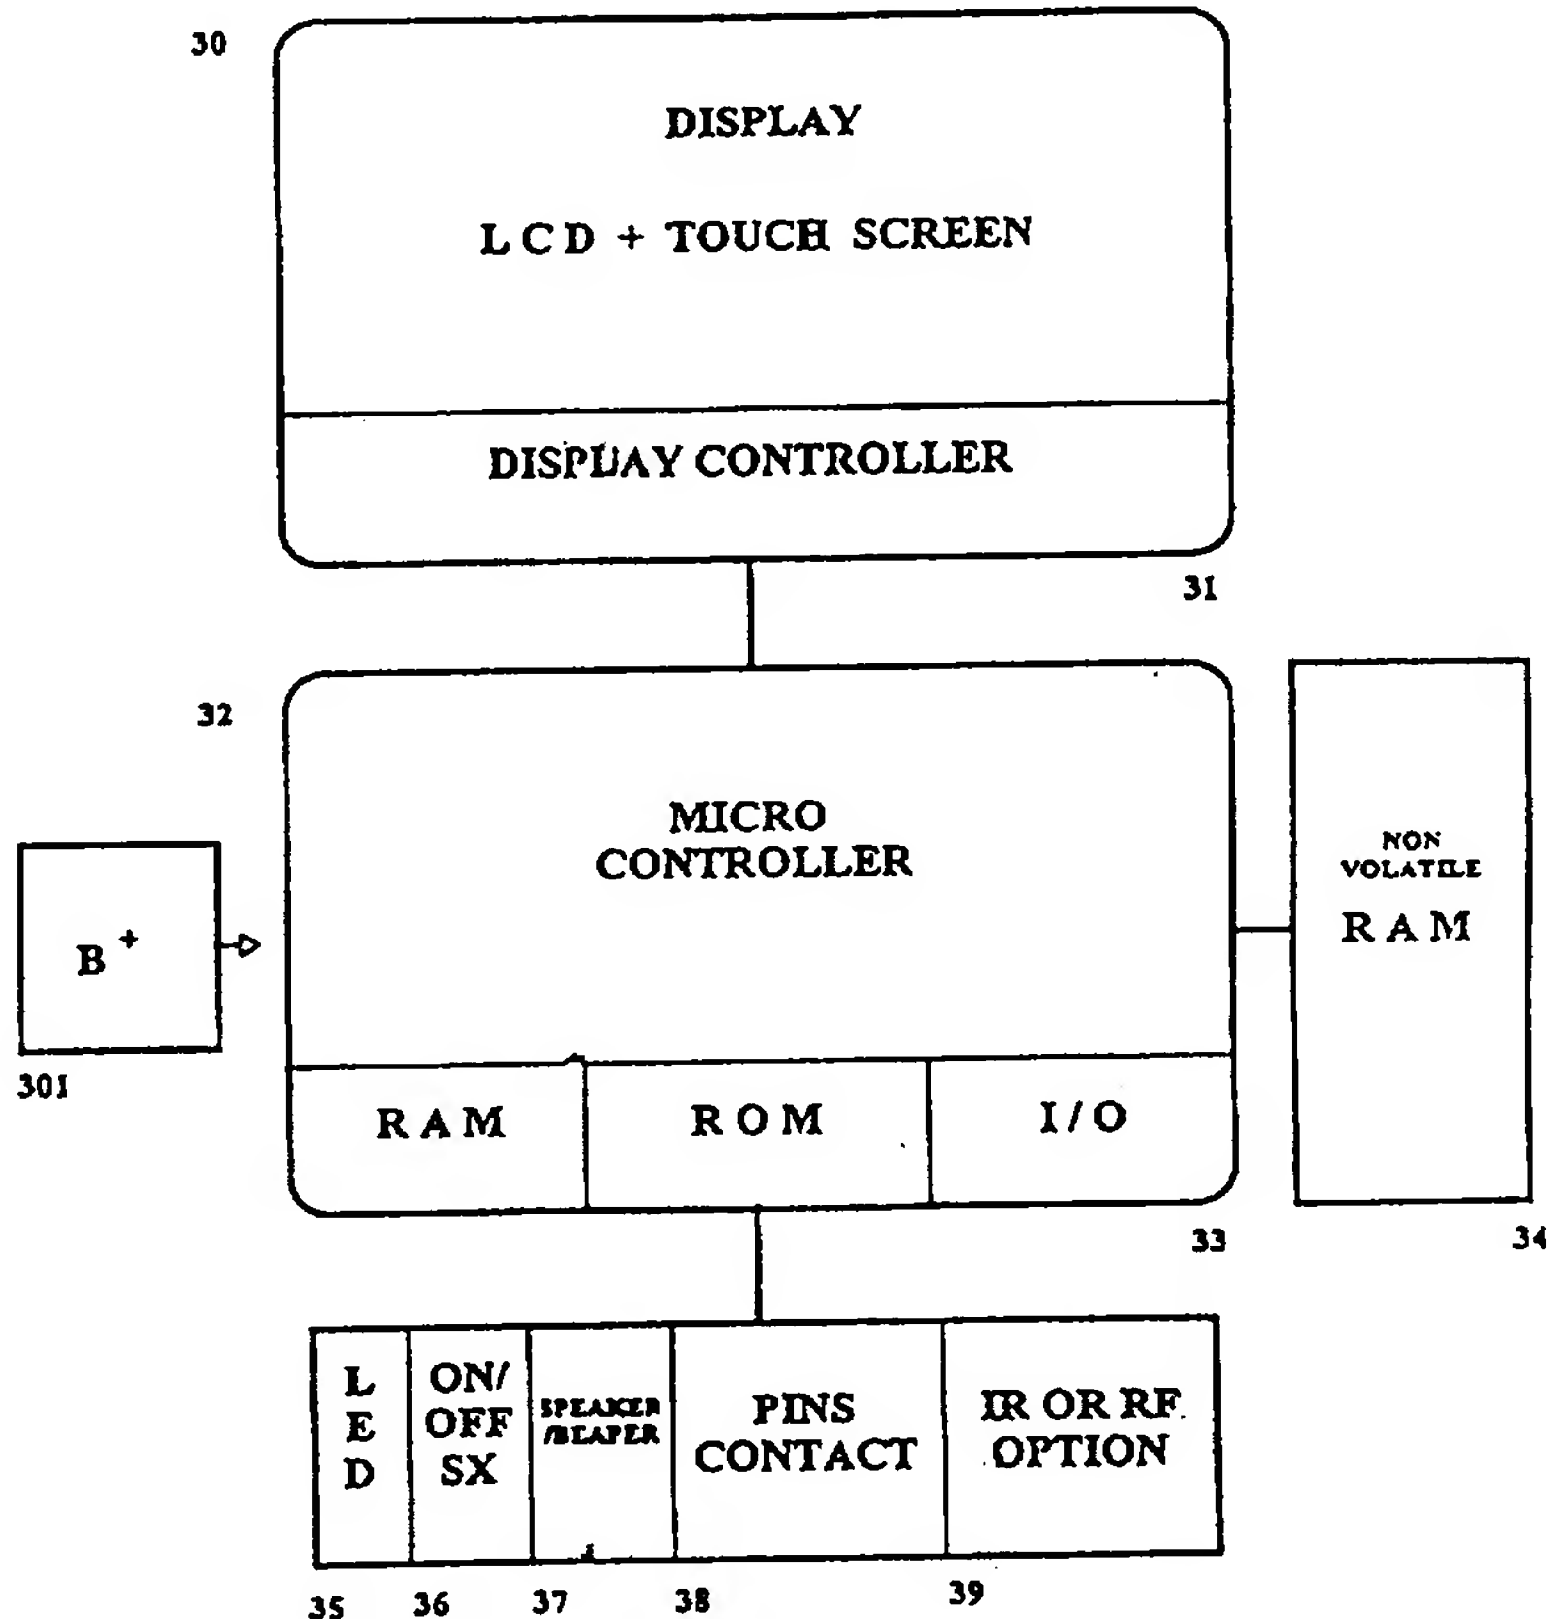 30
DISPLAY
LCD + TOUCH SCREEN
DISPLAY CONTROLLER
31
32
MICRO
CONTROLLER
NON
VOLATILE
RAM
B+
301
RAM
ROM
I/O
33
34
L
E
D
ON/
OFF
SX
SPEAKER
/BEAPER
PINS
CONTACT
IR OR RF
OPTION
35
36
37
38
39